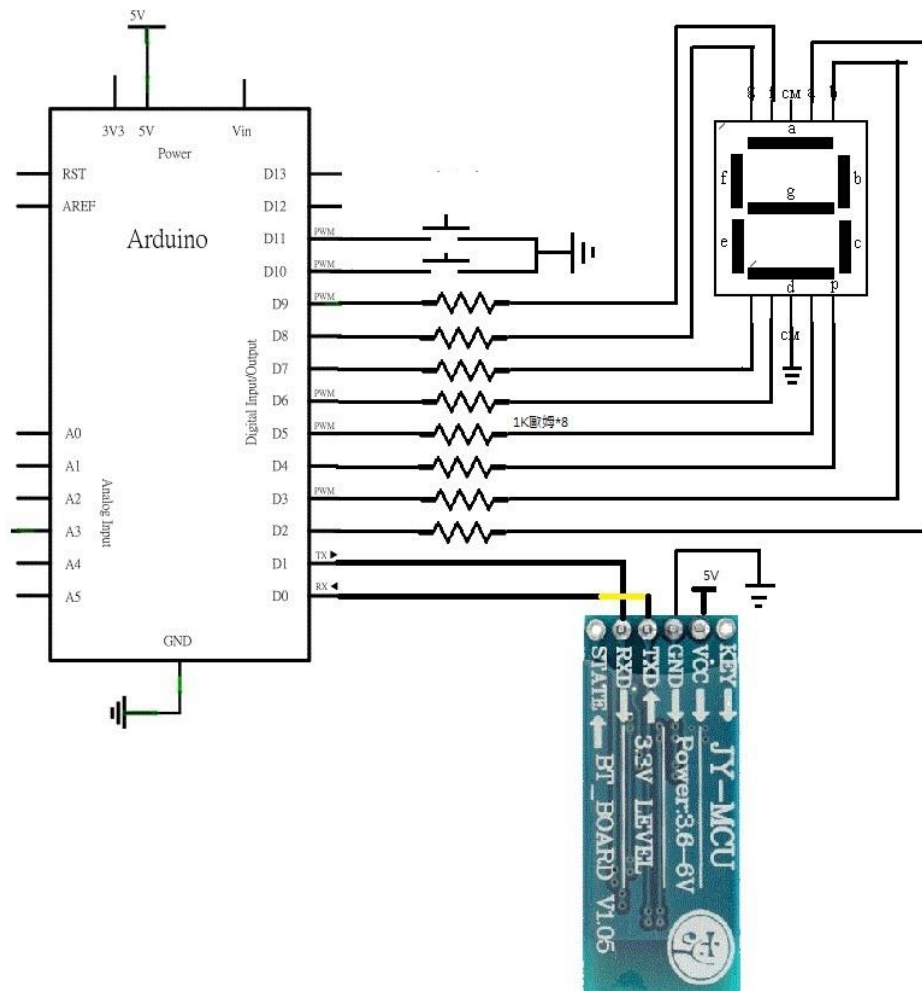 5V
3V3 5V Vin
Power
RST
AREF
Arduino
D13
D12
D11 PWM
D10 PWM
D9 PWM
D8
D7
D6 PWM
D5 PWM
D4
D3 PWM
D2
D1 TX
D0 RX
Digital Input/Output
A0
A1
A2
A3
A4
A5
Analog Input
GND
1K歐姆*8
g f CM a b
a
f b
g
e c
d p
CM
5V
STATE
RXD
TXD
GND
VCC
KEY
JY-MCU
Power:3.6-6V
3.3V LEVEL
BT_BOARD V1.05